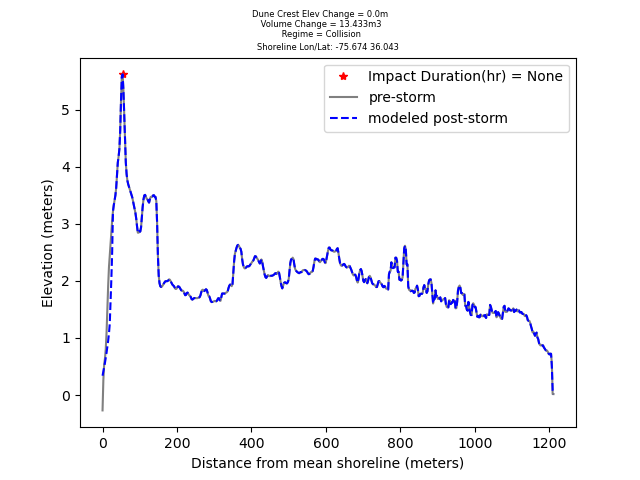 Dune Crest Elev Change = 0.0m
Volume Change = 13.433m3
Regime = Collision
Shoreline Lon/Lat: -75.674 36.043
Impact Duration(hr) = None
pre-storm
modeled post-storm
Elevation (meters)
5
4
3
2
1
0
0 200 400 600 800 1000 1200
Distance from mean shoreline (meters)